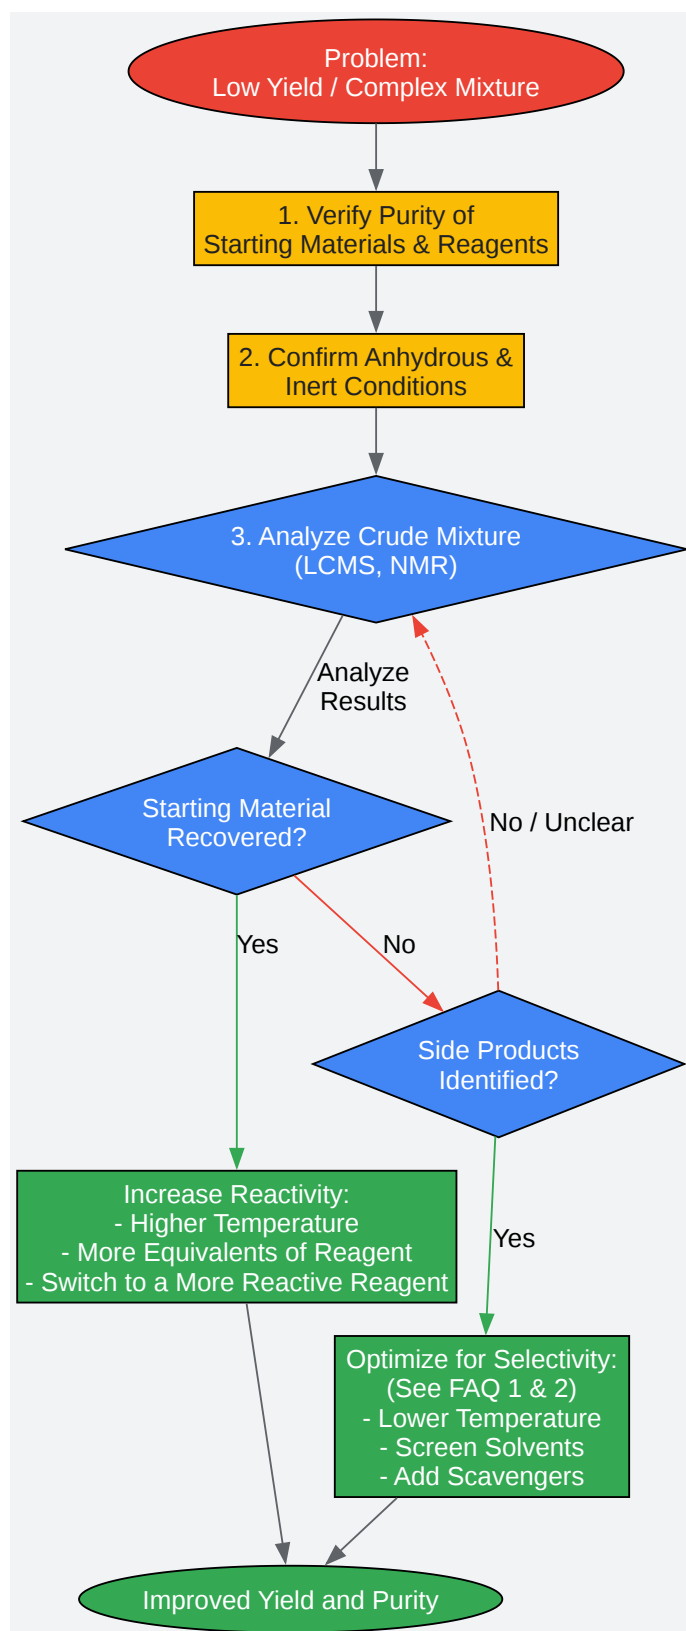 Problem:
Low Yield / Complex Mixture
1. Verify Purity of
Starting Materials & Reagents
2. Confirm Anhydrous &
Inert Conditions
3. Analyze Crude Mixture
(LCMS, NMR)
Analyze
Results
Starting Material
Recovered?
No / Unclear
Yes
No
Side Products
Identified?
Increase Reactivity:
- Higher Temperature
- More Equivalents of Reagent
- Switch to a More Reactive Reagent
Yes
Optimize for Selectivity:
(See FAQ 1 & 2)
- Lower Temperature
- Screen Solvents
- Add Scavengers
Improved Yield and Purity